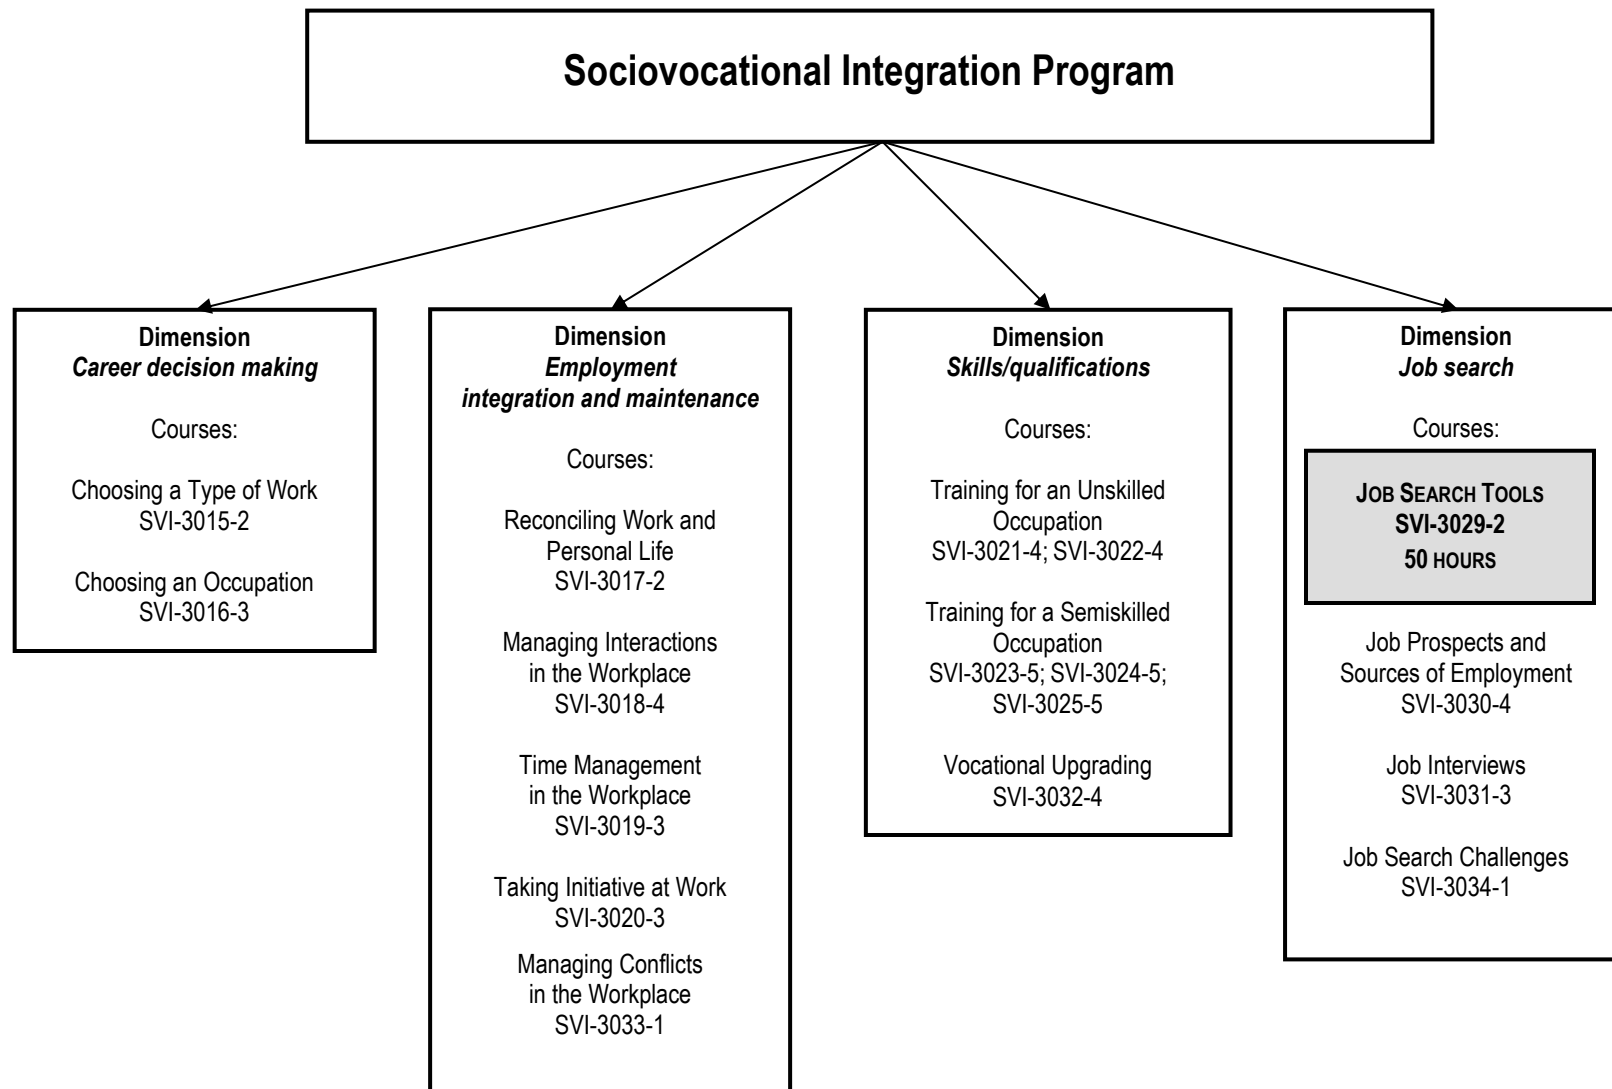 Sociovocational Integration Program
Dimension
Career decision making
Courses:
Choosing a Type of Work
SVI-3015-2
Choosing an Occupation
SVI-3016-3
Dimension
Employment
integration and maintenance
Courses:
Reconciling Work and
Personal Life
SVI-3017-2
Managing Interactions
in the Workplace
SVI-3018-4
Time Management
in the Workplace
SVI-3019-3
Taking Initiative at Work
SVI-3020-3
Managing Conflicts
in the Workplace
SVI-3033-1
Dimension
Skills/qualifications
Courses:
Training for an Unskilled
Occupation
SVI-3021-4; SVI-3022-4
Training for a Semiskilled
Occupation
SVI-3023-5; SVI-3024-5;
SVI-3025-5
Vocational Upgrading
SVI-3032-4
Dimension
Job search
Courses:
JOB SEARCH TOOLS
SVI-3029-2
50 HOURS
Job Prospects and
Sources of Employment
SVI-3030-4
Job Interviews
SVI-3031-3
Job Search Challenges
SVI-3034-1